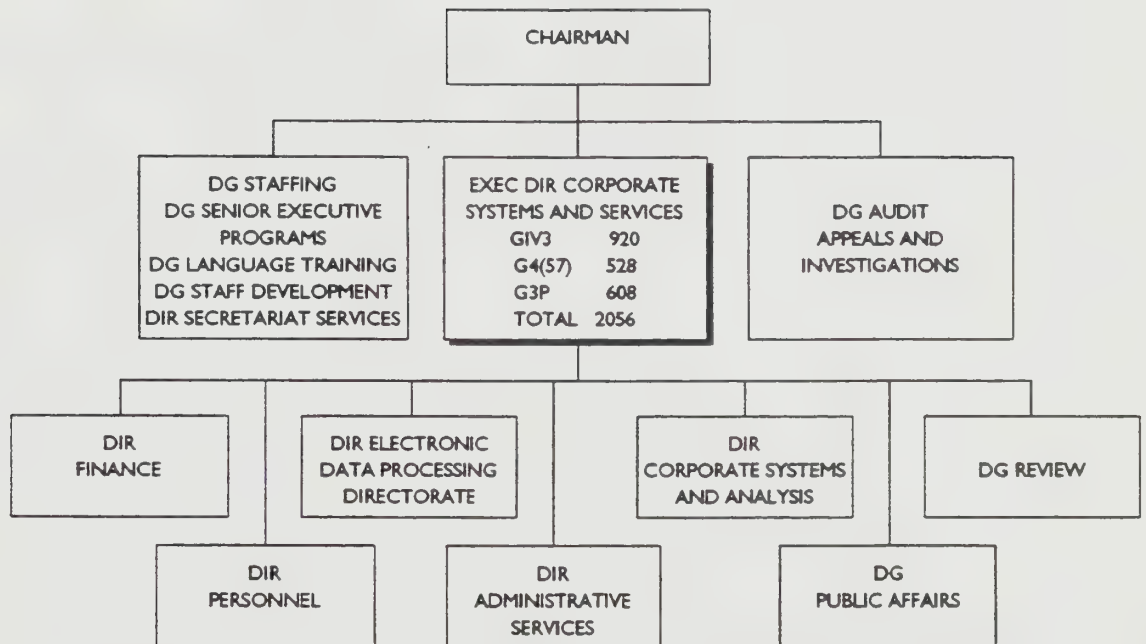 CHAIRMAN
DG STAFFING
DG SENIOR EXECUTIVE
PROGRAMS
DG LANGUAGE TRAINING
DG STAFF DEVELOPMENT
DIR SECRETARIAT SERVICES
EXEC DIR CORPORATE
SYSTEMS AND SERVICES
GIV3 920
G4(57) 528
G3P 608
TOTAL 2056
DG AUDIT
APPEALS AND
INVESTIGATIONS
DIR
FINANCE
DIR ELECTRONIC
DATA PROCESSING
DIRECTORATE
DIR
CORPORATE SYSTEMS
AND ANALYSIS
DG REVIEW
DIR
PERSONNEL
DIR
ADMINISTRATIVE
SERVICES
DG
PUBLIC AFFAIRS